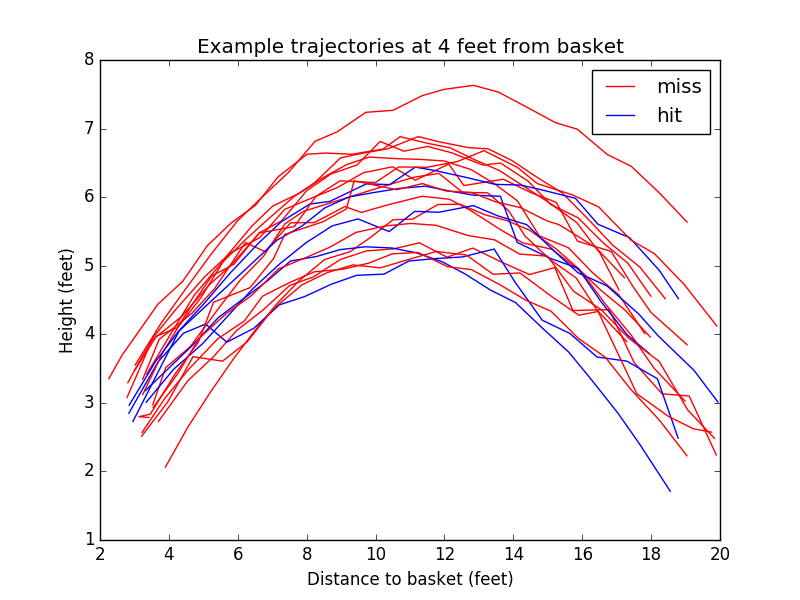 Example trajectories at 4 feet from basket
miss
hit
8
7
6
5
4
3
2
1
Height (feet)
2 4 6 8 10 12 14 16 18 20
Distance to basket (feet)